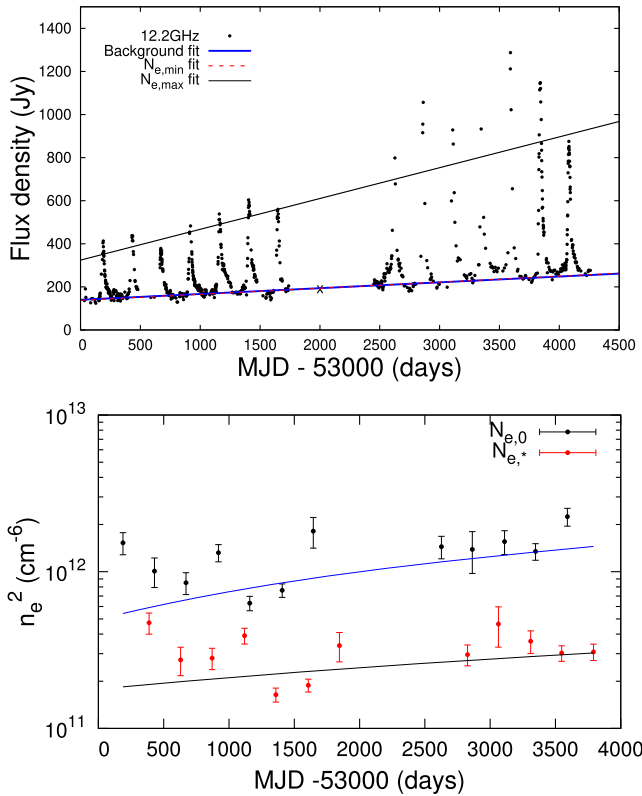 1400
1200
1000
800
600
400
200
0
Flux density (Jy)
12.2GHz
Background fit
N_e,min fit
N_e,max fit
0 500 1000 1500 2000 2500 3000 3500 4000 4500
MJD - 53000 (days)
10^13
10^12
10^11
n_e^2 (cm^-6)
N_e,0
N_e,*
0 500 1000 1500 2000 2500 3000 3500 4000
MJD -53000 (days)